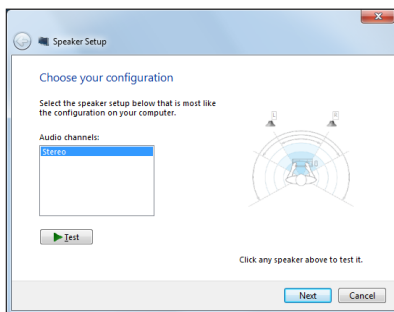 Speaker Setup
Choose your configuration
Select the speaker setup below that is most like
the configuration on your computer.
Audio channels:
Stereo
L
R
Test
Click any speaker above to test it.
Next
Cancel